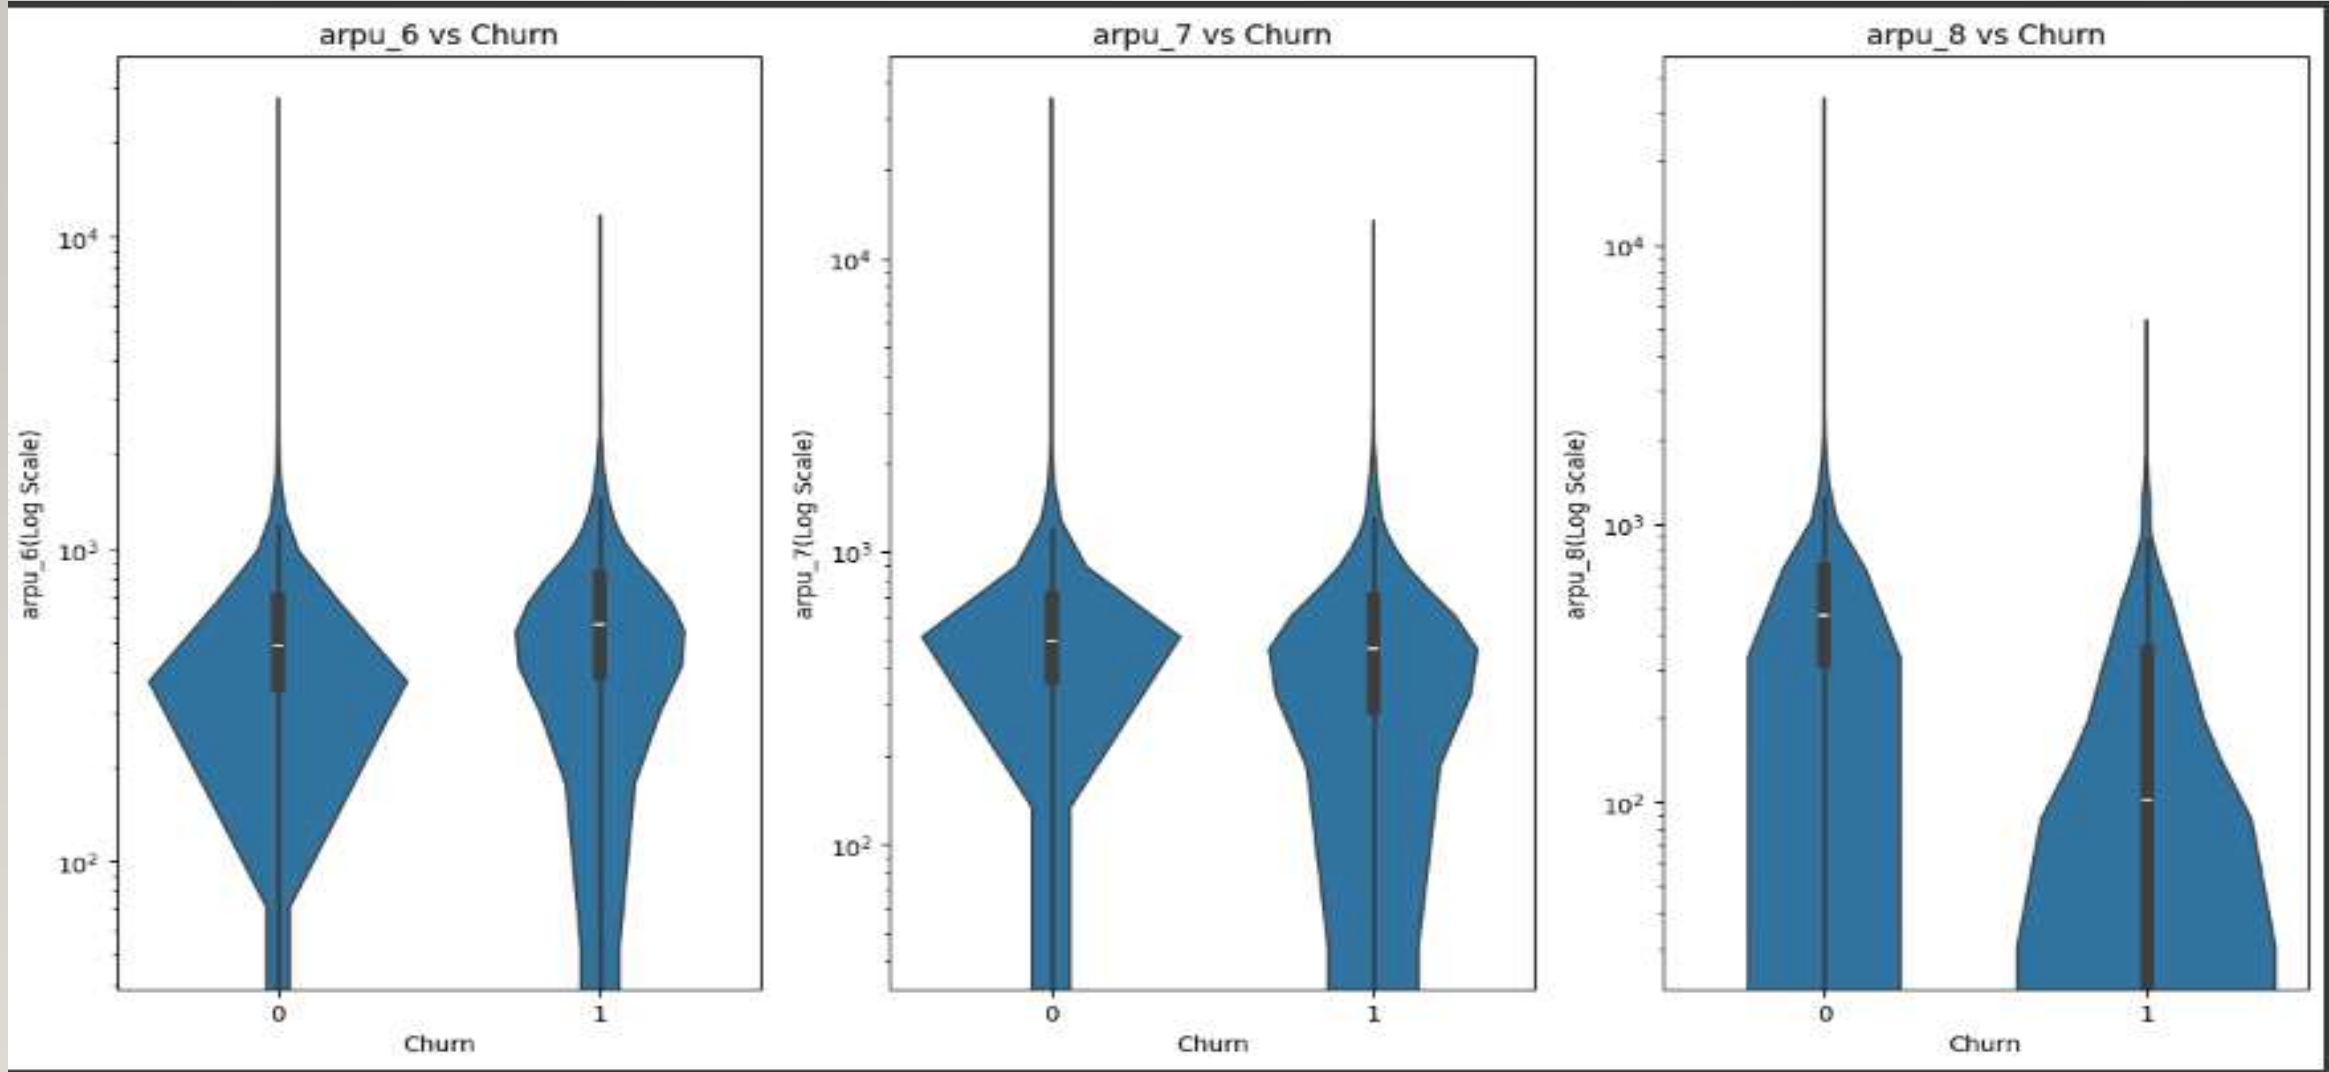 arpu_6 vs Churn
arpu_6(Log Scale)
10⁴
10³
10²
0
1
Churn
arpu_7 vs Churn
arpu_7(Log Scale)
10⁴
10³
10²
0
1
Churn
arpu_8 vs Churn
arpu_8(Log Scale)
10⁴
10³
10²
0
1
Churn